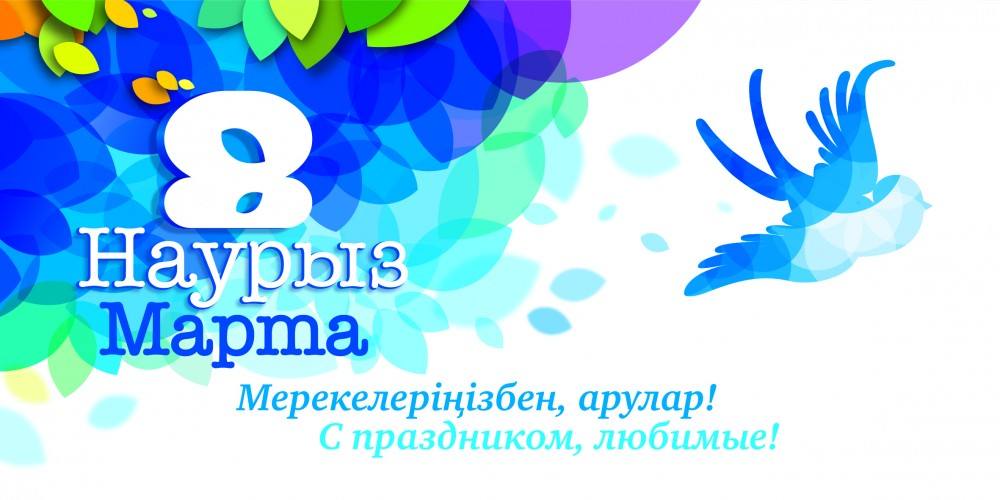 8
Наурыз
Марта
Мерекелеріңізбен, арулар!
С праздником, любимые!